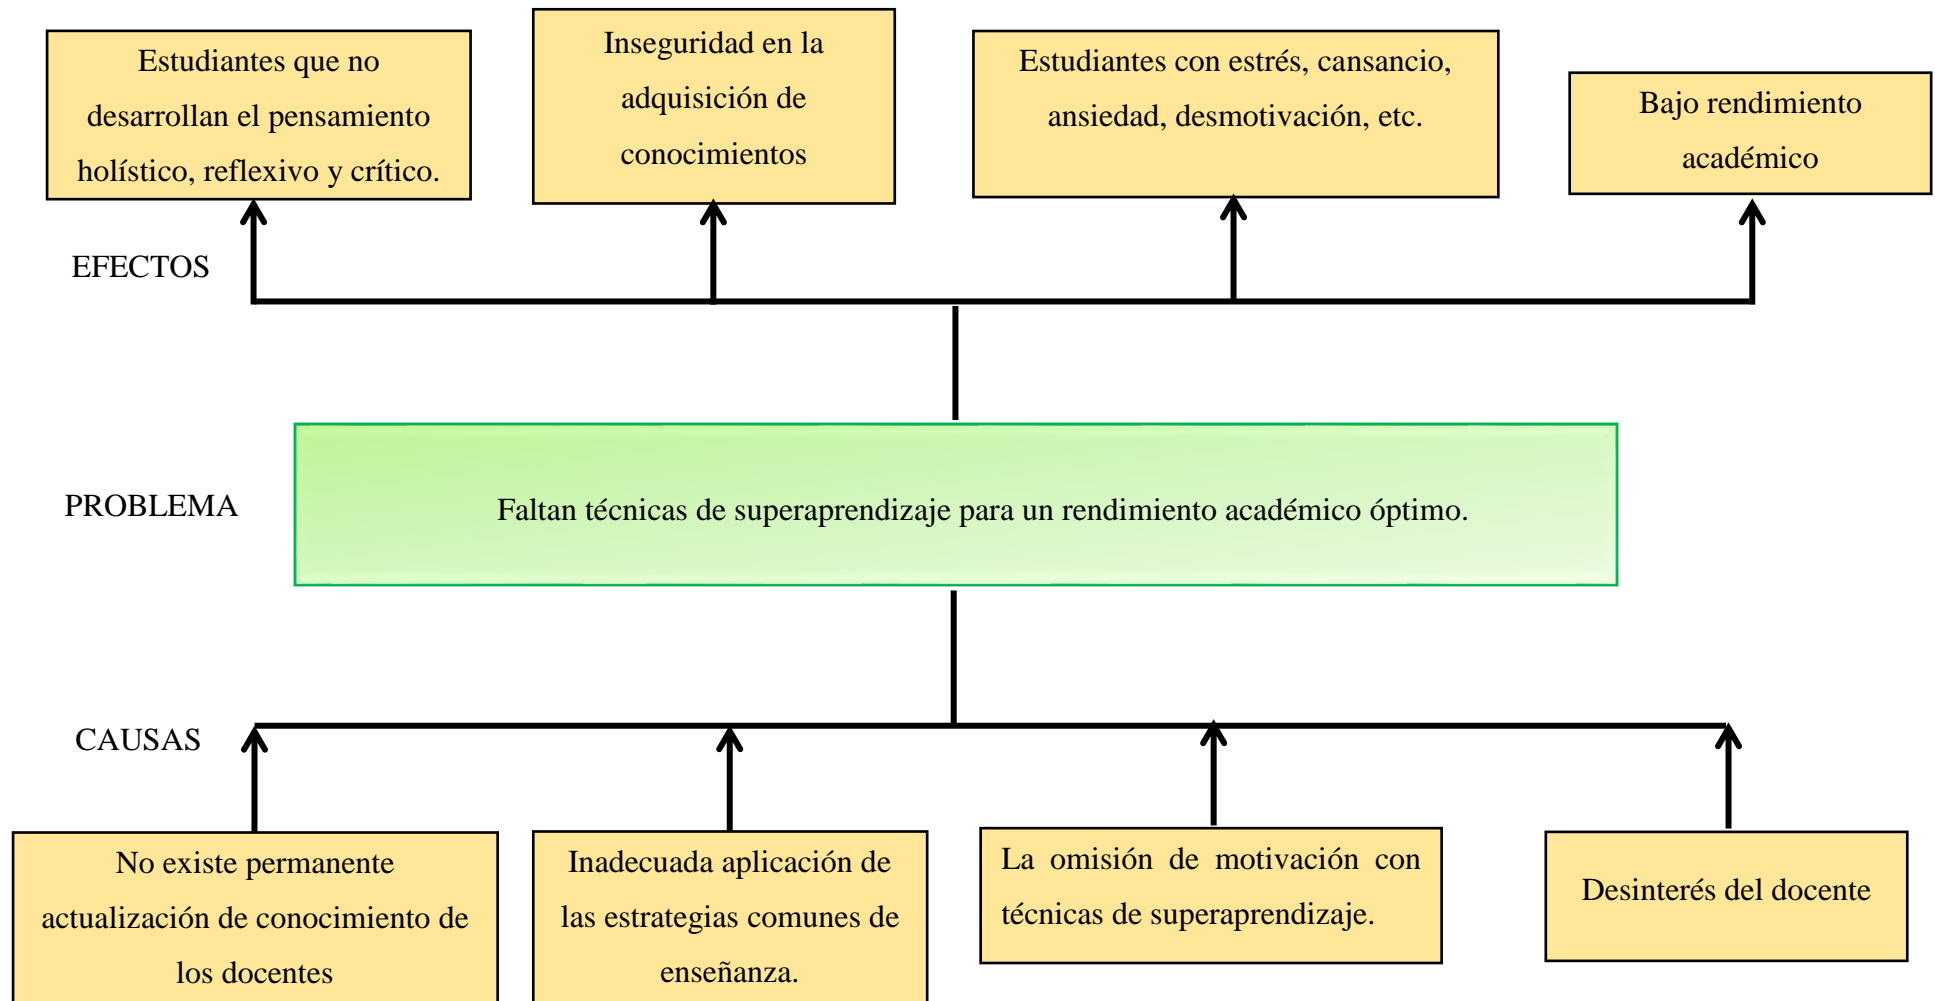 Estudiantes que no
desarrollan el pensamiento
holístico, reflexivo y crítico.
Inseguridad en la
adquisición de
conocimientos
Estudiantes con estrés, cansancio,
ansiedad, desmotivación, etc.
Bajo rendimiento
académico
EFECTOS
PROBLEMA
Faltan técnicas de superaprendizaje para un rendimiento académico óptimo.
CAUSAS
No existe permanente
actualización de conocimiento de
los docentes
Inadecuada aplicación de
las estrategias comunes de
enseñanza.
La omisión de motivación con
técnicas de superaprendizaje.
Desinterés del docente